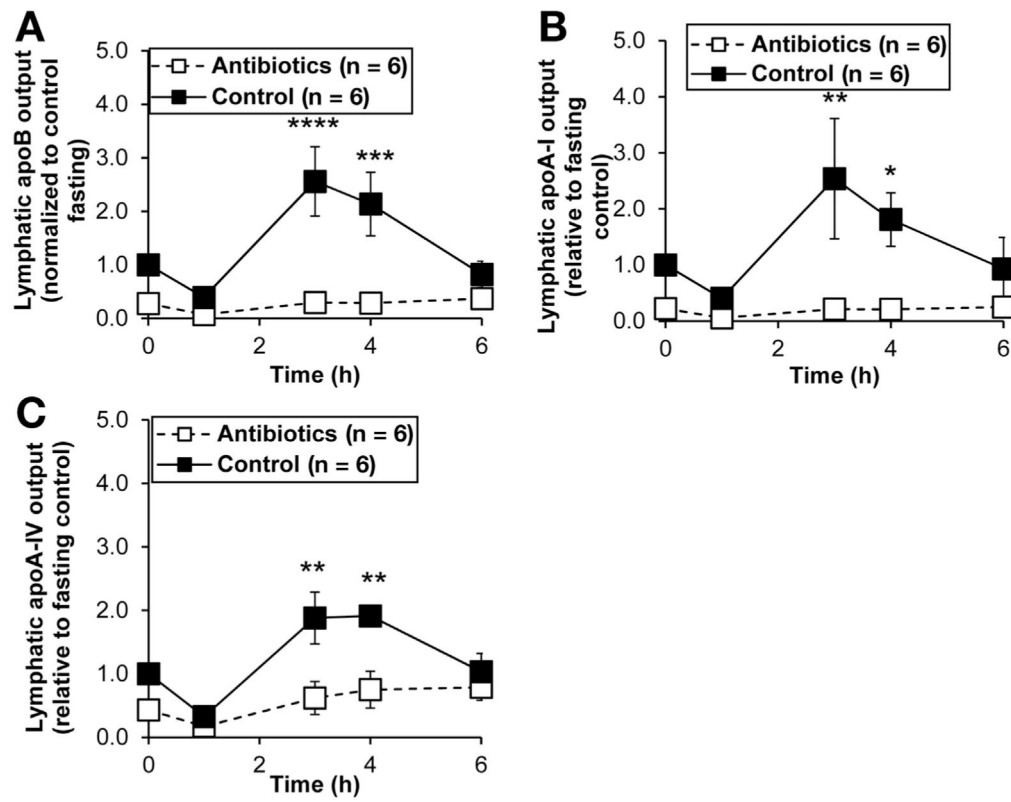 A
Lymphatic apoB output
(normalized to control
fasting)
5.0
4.0
3.0
2.0
1.0
0.0
Antibiotics (n = 6)
Control (n = 6)
****
***
0 2 4 6
Time (h)
B
Lymphatic apoA-I output
(relative to fasting
control)
5.0
4.0
3.0
2.0
1.0
0.0
Antibiotics (n = 6)
Control (n = 6)
**
*
0 2 4 6
Time (h)
C
Lymphatic apoA-IV output
(relative to fasting control)
5.0
4.0
3.0
2.0
1.0
0.0
Antibiotics (n = 6)
Control (n = 6)
** **
0 2 4 6
Time (h)